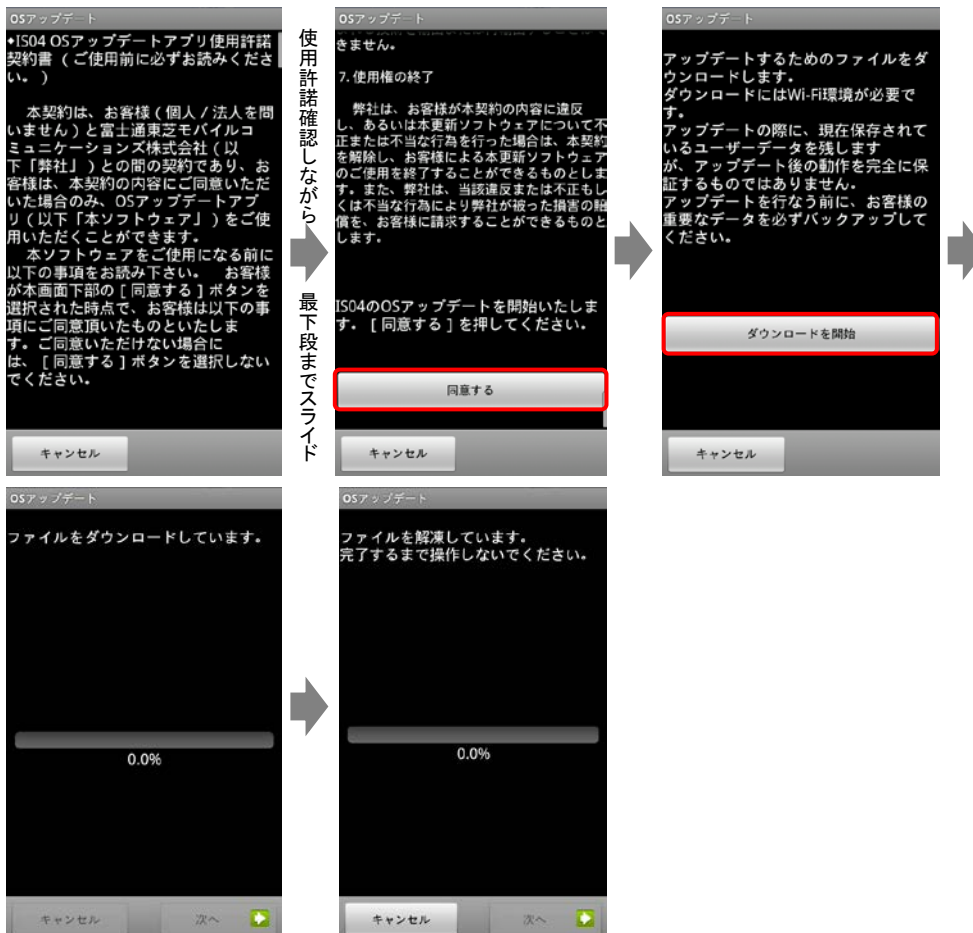 OSアップデート
◆IS04 OSアップデートアプリ使用許諾
契約書 （ご使用前に必ずお読みくださ
い。）
本契約は、お客様（個人/法人を問
いません）と富士通東芝モバイルコ
ミュニケーションズ株式会社（以
下「弊社」）との間の契約であり、お
客様は、本契約の内容にご同意いただ
いた場合のみ、OSアップデートアプ
リ（以下「本ソフトウェア」）をご使
用いただくことができます。
本ソフトウェアをご使用になる前に
以下の事項をお読み下さい。 お客様
が本画面下部の［同意する］ボタンを
選択された時点で、お客様は以下の事
項にご同意頂いたものといたしま
す。ご同意いただけない場合に
は、［同意する］ボタンを選択しない
でください。
キャンセル
使用許諾確認しながら
最下段までスライド
OSアップデート
きません。
7. 使用権の終了
弊社は、お客様が本契約の内容に違反
し、あるいは本更新ソフトウェアについて不
正または不当な行為を行った場合は、本契約
を解除し、お客様による本更新ソフトウェア
のご使用を終了することができるものとしま
す。また、弊社は、当該違反または不正もし
くは不当な行為により弊社が被った損害の賠
償を、お客様に請求することができるものと
します。
IS04のOSアップデートを開始いたしま
す。［同意する］を押してください。
同意する
キャンセル
OSアップデート
アップデートするためのファイルをダ
ウンロードします。
ダウンロードにはWi-Fi環境が必要で
す。
アップデートの際に、現在保存されて
いるユーザーデータを残します
が、アップデート後の動作を完全に保
証するものではありません。
アップデートを行なう前に、お客様の
重要なデータを必ずバックアップして
ください。
ダウンロードを開始
キャンセル
OSアップデート
ファイルをダウンロードしています。
0.0%
キャンセル
次へ
OSアップデート
ファイルを解凍しています。
完了するまで操作しないでください。
0.0%
キャンセル
次へ